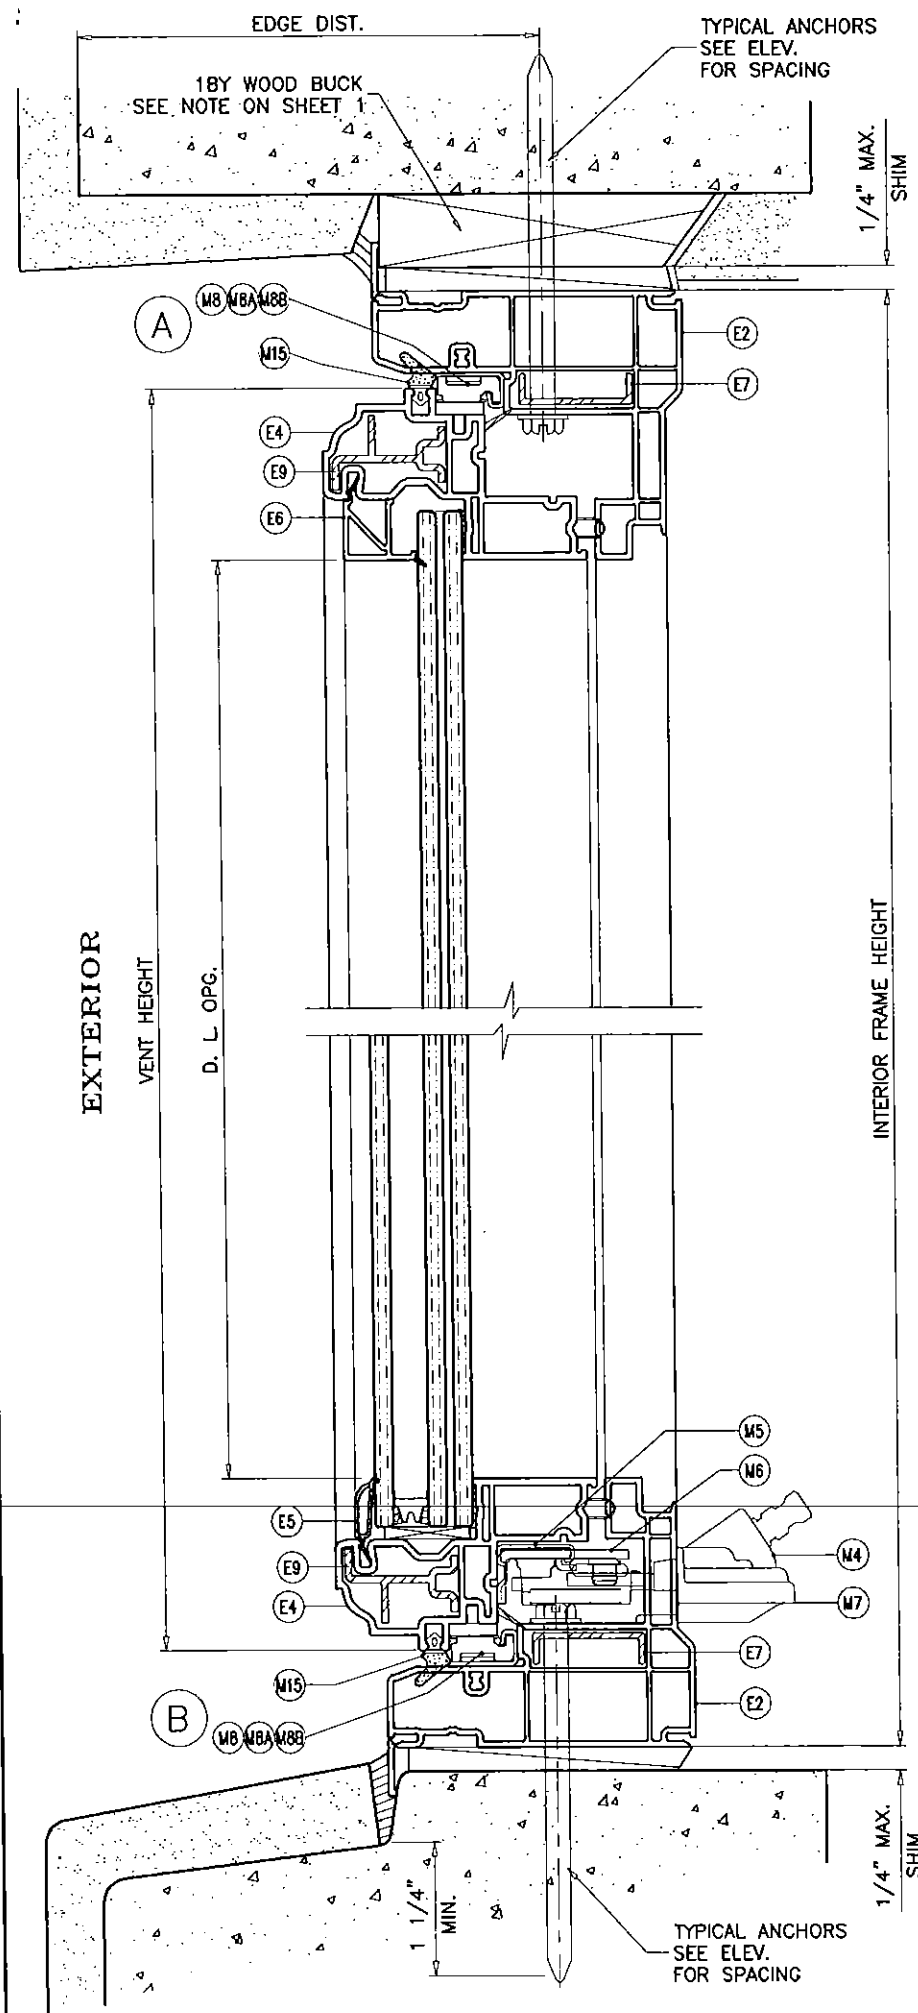 EDGE DIST.
TYPICAL ANCHORS
SEE ELEV.
FOR SPACING
1BY WOOD BUCK
SEE NOTE ON SHEET 1
1/4" MAX.
SHIM
A
M8 M8A M8B
M15
E2
E7
E4
E9
E6
EXTERIOR
VENT HEIGHT
D. L OPG.
INTERIOR FRAME HEIGHT
M5
M6
E5
M4
E9
M7
E4
E7
M15
E2
B
M8 M8A M8B
1 1/4"
MIN.
1/4" MAX.
SHIM
TYPICAL ANCHORS
SEE ELEV.
FOR SPACING